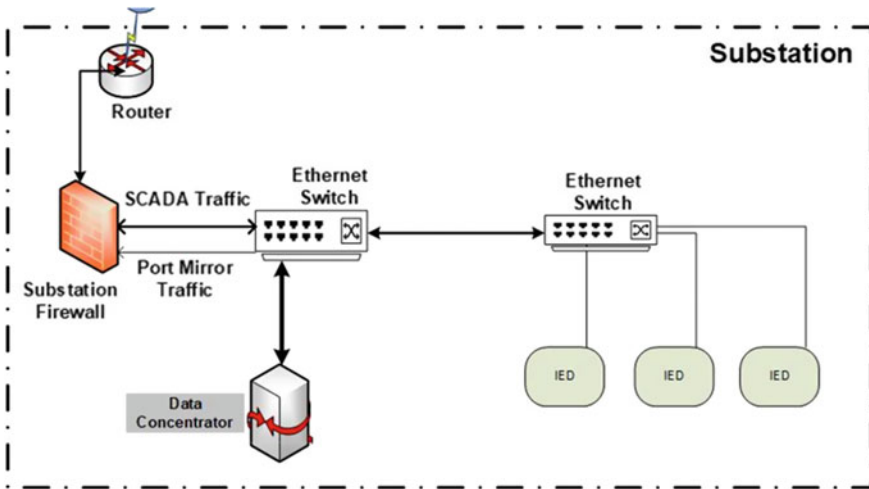 Substation
Router
Ethernet
Switch
SCADA Traffic
Ethernet
Switch
Port Mirror
Traffic
Substation
Firewall
Data
Concentrator
IED
IED
IED